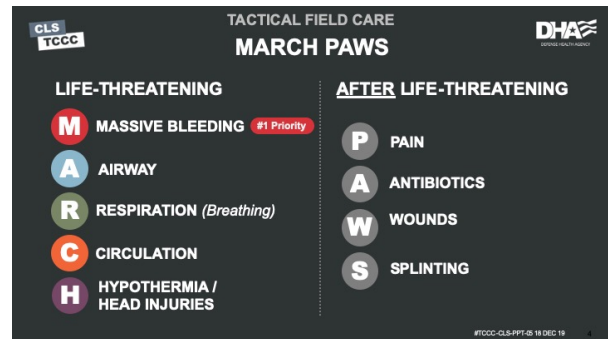 CLS
TCCC
TACTICAL FIELD CARE
MARCH PAWS
DHA
DEFENSE HEALTH AGENCY
LIFE-THREATENING
M MASSIVE BLEEDING #1 Priority
A AIRWAY
R RESPIRATION (Breathing)
C CIRCULATION
H HYPOTHERMIA /
HEAD INJURIES
AFTER LIFE-THREATENING
P PAIN
A ANTIBIOTICS
W WOUNDS
S SPLINTING
#TCCC-CLS-PPT-05 18 DEC 19
4